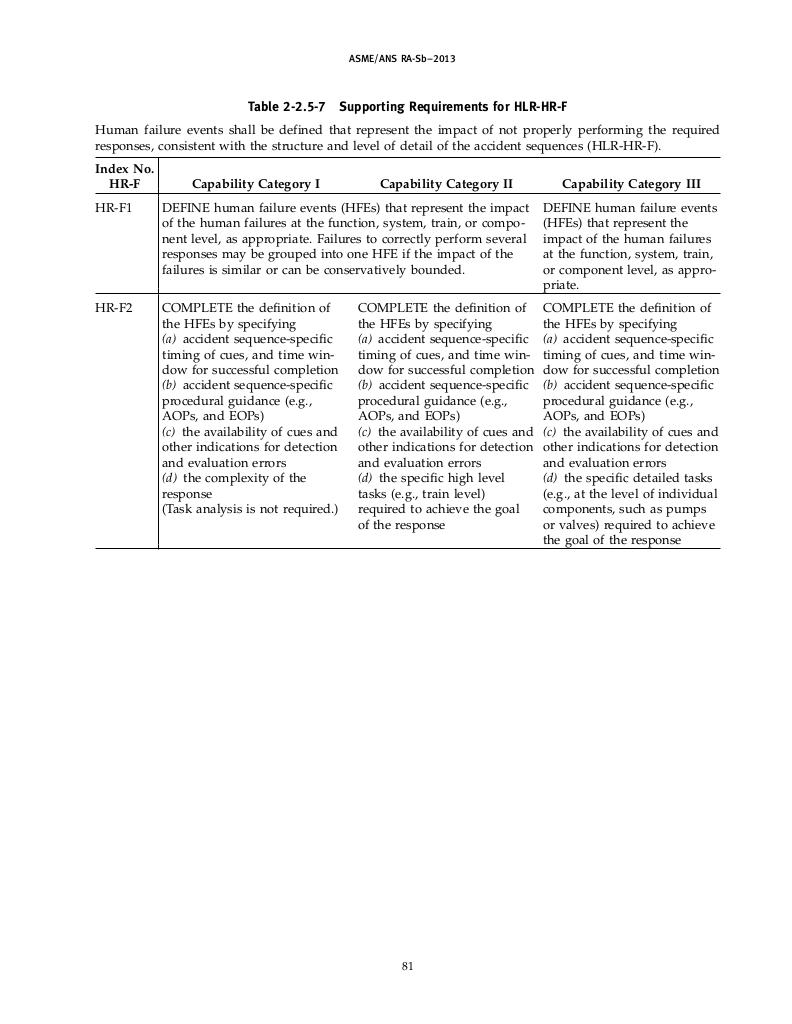 ASME/ANS RA-Sb–2013
Table 2-2.5-7 Supporting Requirements for HLR-HR-F
Human failure events shall be defined that represent the impact of not properly performing the required
responses, consistent with the structure and level of detail of the accident sequences (HLR-HR-F).
Index No.
HR-F
Capability Category I
Capability Category II
Capability Category III
HR-F1
DEFINE human failure events (HFEs) that represent the impact
of the human failures at the function, system, train, or compo-
nent level, as appropriate. Failures to correctly perform several
responses may be grouped into one HFE if the impact of the
failures is similar or can be conservatively bounded.
DEFINE human failure events
(HFEs) that represent the
impact of the human failures
at the function, system, train,
or component level, as appro-
priate.
HR-F2
COMPLETE the definition of
the HFEs by specifying
(a) accident sequence-specific
timing of cues, and time win-
dow for successful completion
(b) accident sequence-specific
procedural guidance (e.g.,
AOPs, and EOPs)
(c) the availability of cues and
other indications for detection
and evaluation errors
(d) the complexity of the
response
(Task analysis is not required.)
COMPLETE the definition of
the HFEs by specifying
(a) accident sequence-specific
timing of cues, and time win-
dow for successful completion
(b) accident sequence-specific
procedural guidance (e.g.,
AOPs, and EOPs)
(c) the availability of cues and
other indications for detection
and evaluation errors
(d) the specific high level
tasks (e.g., train level)
required to achieve the goal
of the response
COMPLETE the definition of
the HFEs by specifying
(a) accident sequence-specific
timing of cues, and time win-
dow for successful completion
(b) accident sequence-specific
procedural guidance (e.g.,
AOPs, and EOPs)
(c) the availability of cues and
other indications for detection
and evaluation errors
(d) the specific detailed tasks
(e.g., at the level of individual
components, such as pumps
or valves) required to achieve
the goal of the response
81